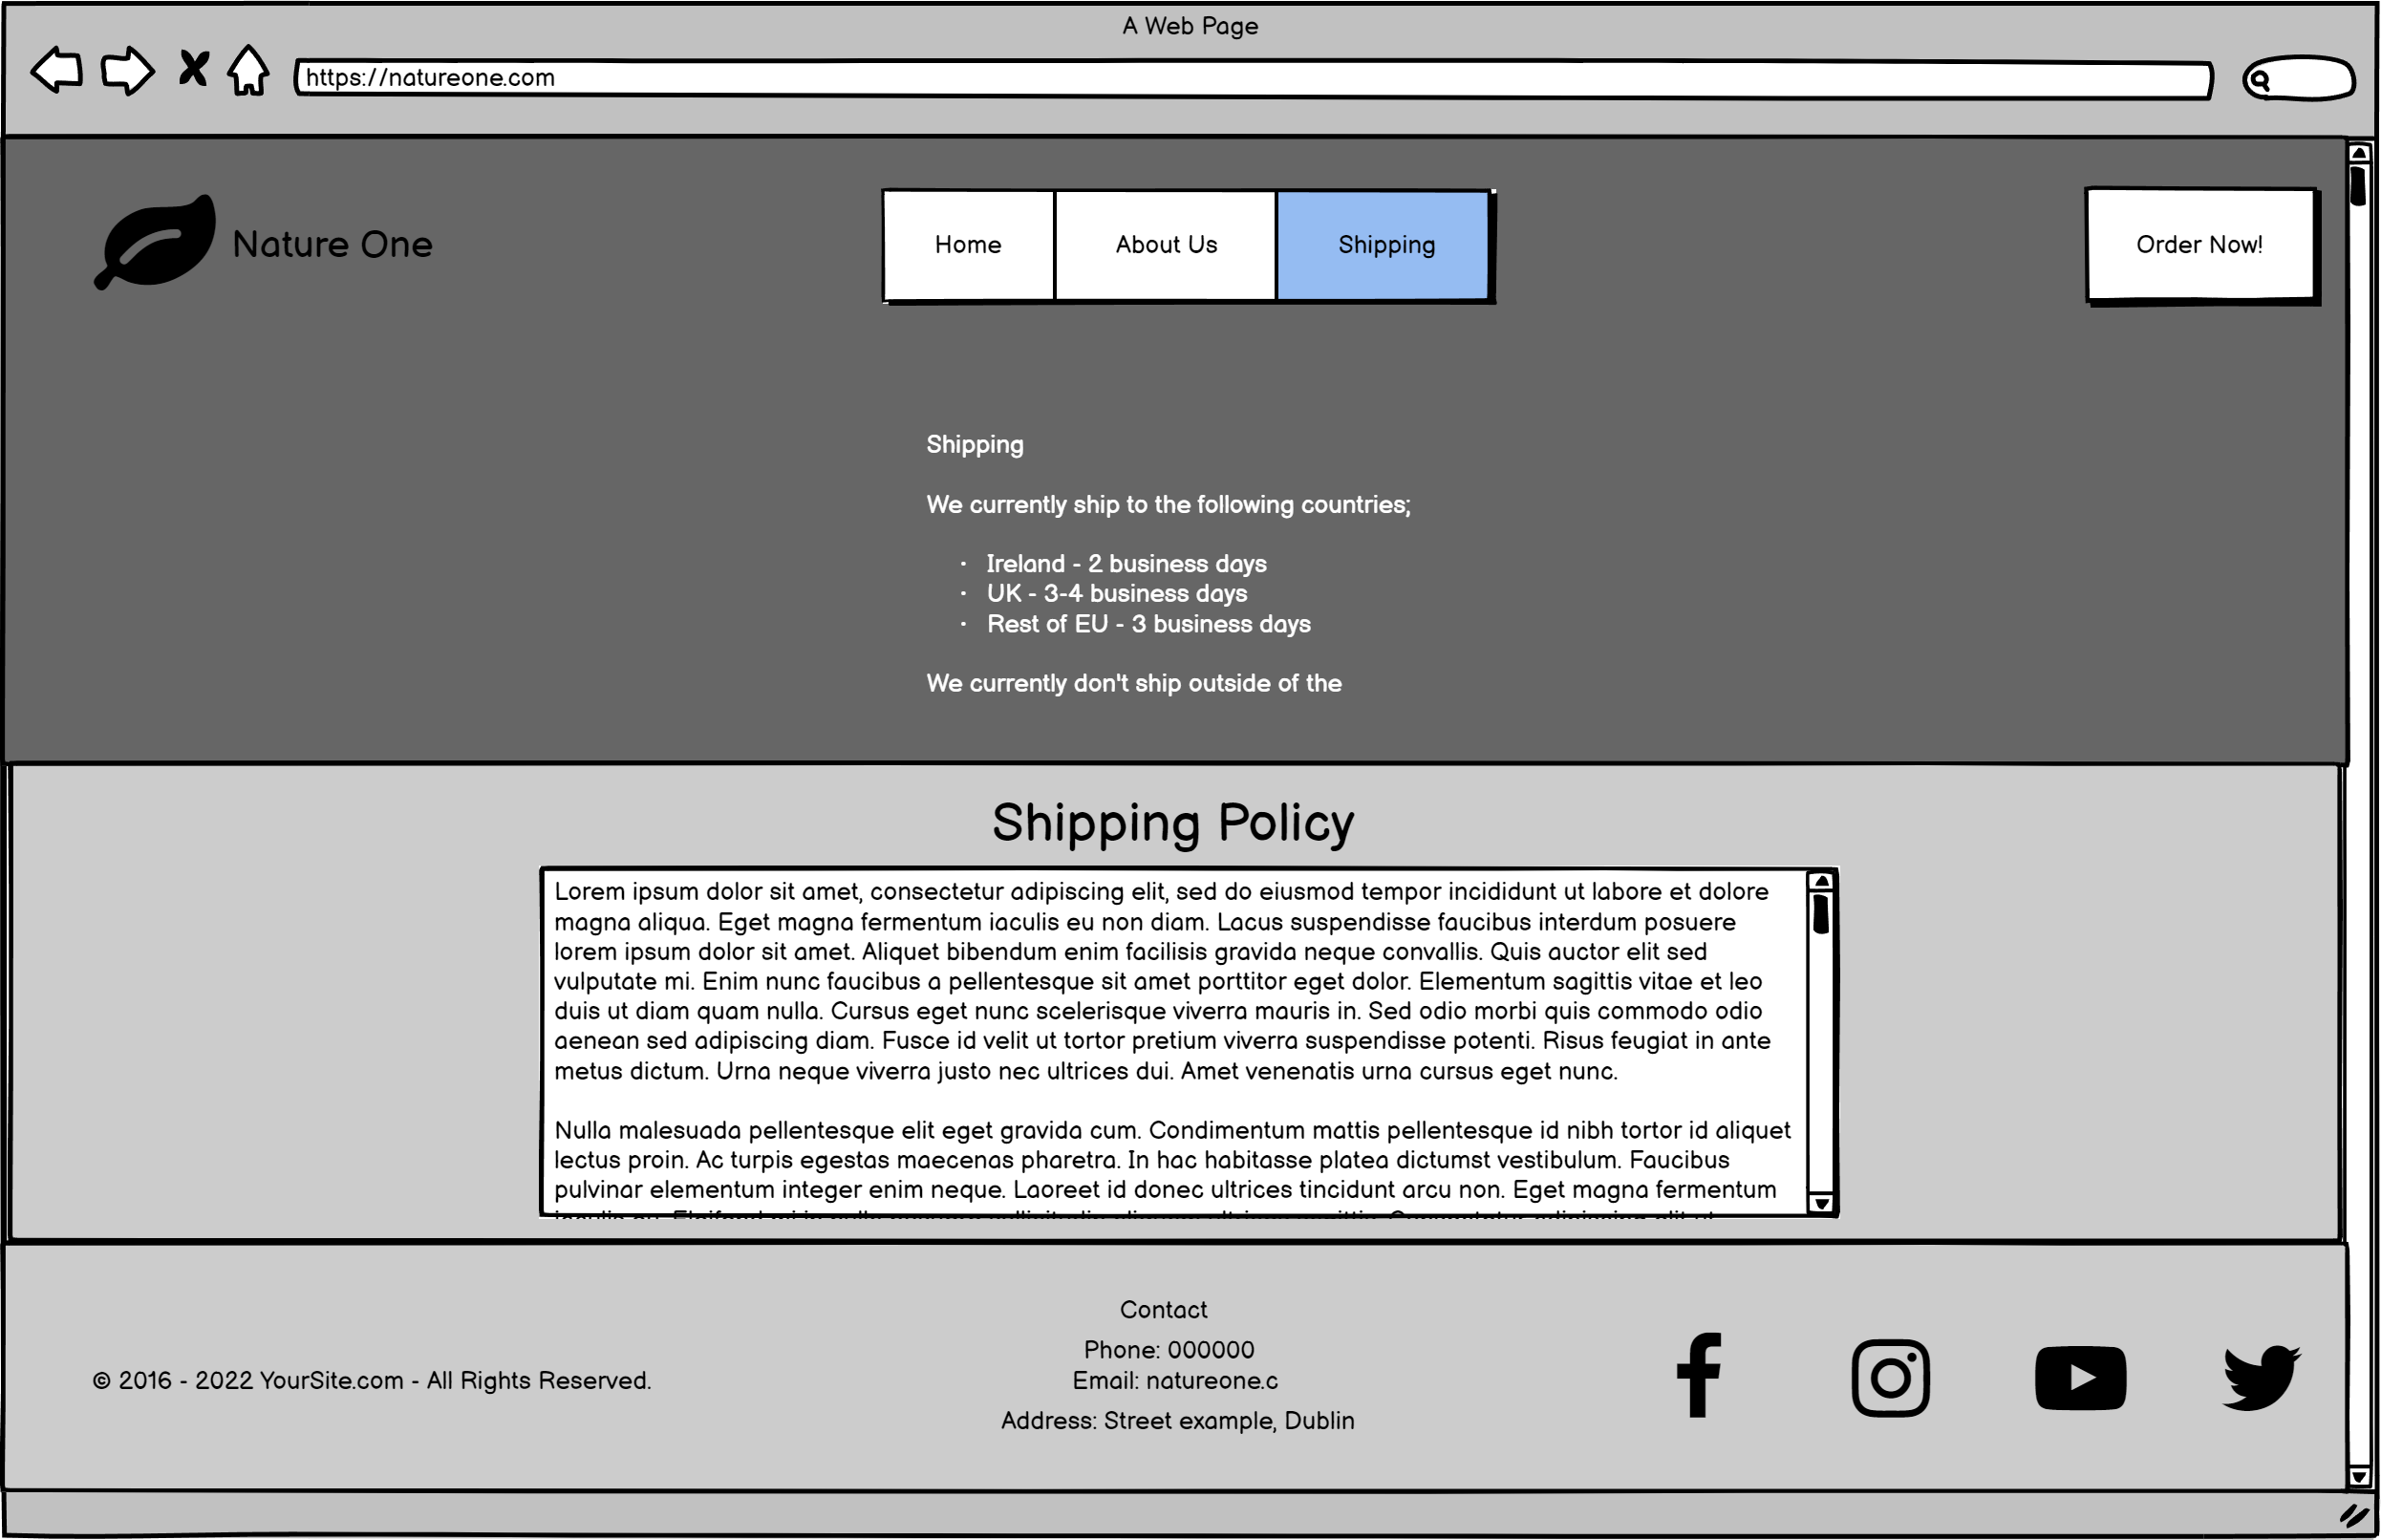 A Web Page
https://natureone.com
Nature One
Home
About Us
Shipping
Order Now!
Shipping
We currently ship to the following countries;
· Ireland - 2 business days
· UK - 3-4 business days
· Rest of EU - 3 business days
We currently don't ship outside of the
Shipping Policy
Lorem ipsum dolor sit amet, consectetur adipiscing elit, sed do eiusmod tempor incididunt ut labore et dolore
magna aliqua. Eget magna fermentum iaculis eu non diam. Lacus suspendisse faucibus interdum posuere
lorem ipsum dolor sit amet. Aliquet bibendum enim facilisis gravida neque convallis. Quis auctor elit sed
vulputate mi. Enim nunc faucibus a pellentesque sit amet porttitor eget dolor. Elementum sagittis vitae et leo
duis ut diam quam nulla. Cursus eget nunc scelerisque viverra mauris in. Sed odio morbi quis commodo odio
aenean sed adipiscing diam. Fusce id velit ut tortor pretium viverra suspendisse potenti. Risus feugiat in ante
metus dictum. Urna neque viverra justo nec ultrices dui. Amet venenatis urna cursus eget nunc.
Nulla malesuada pellentesque elit eget gravida cum. Condimentum mattis pellentesque id nibh tortor id aliquet
lectus proin. Ac turpis egestas maecenas pharetra. In hac habitasse platea dictumst vestibulum. Faucibus
pulvinar elementum integer enim neque. Laoreet id donec ultrices tincidunt arcu non. Eget magna fermentum
© 2016 - 2022 YourSite.com - All Rights Reserved.
Contact
Phone: 000000
Email: natureone.c
Address: Street example, Dublin